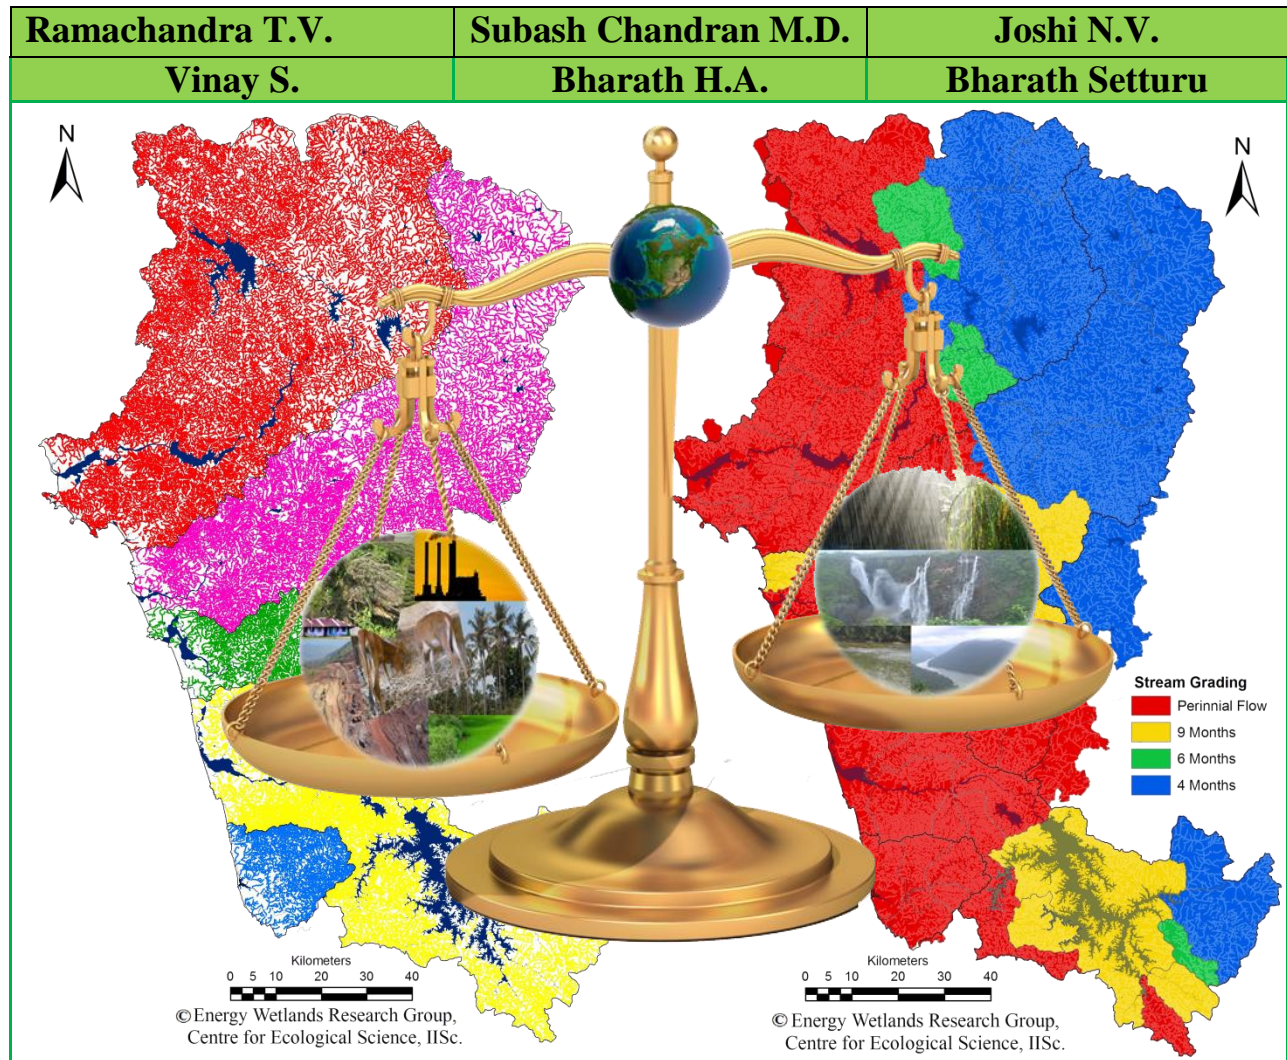 Ramachandra T.V. Subash Chandran M.D. Joshi N.V.
Vinay S. Bharath H.A. Bharath Setturu
N
N
Stream Grading
Perinnial Flow
9 Months
6 Months
4 Months
Kilometers
0 5 10 20 30 40
© Energy Wetlands Research Group,
Centre for Ecological Science, IISc.
Kilometers
0 5 10 20 30 40
© Energy Wetlands Research Group,
Centre for Ecological Science, IISc.